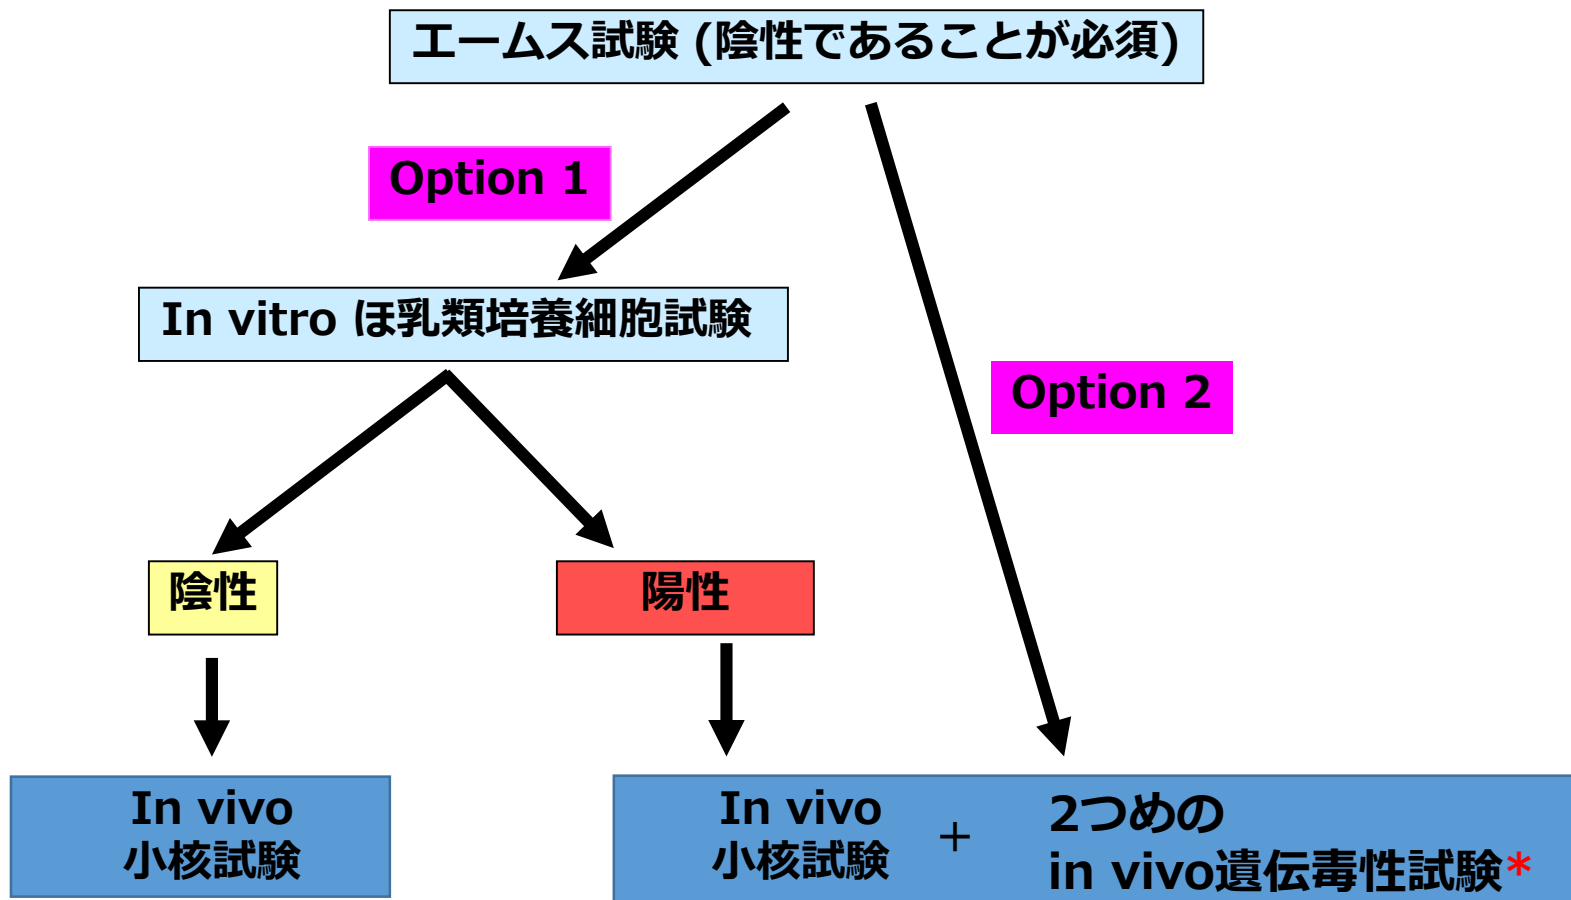 エームス試験 (陰性であることが必須)
Option 1
In vitro ほ乳類培養細胞試験
Option 2
陰性
陽性
In vivo
小核試験
In vivo
小核試験
+
2つめの
in vivo遺伝毒性試験*